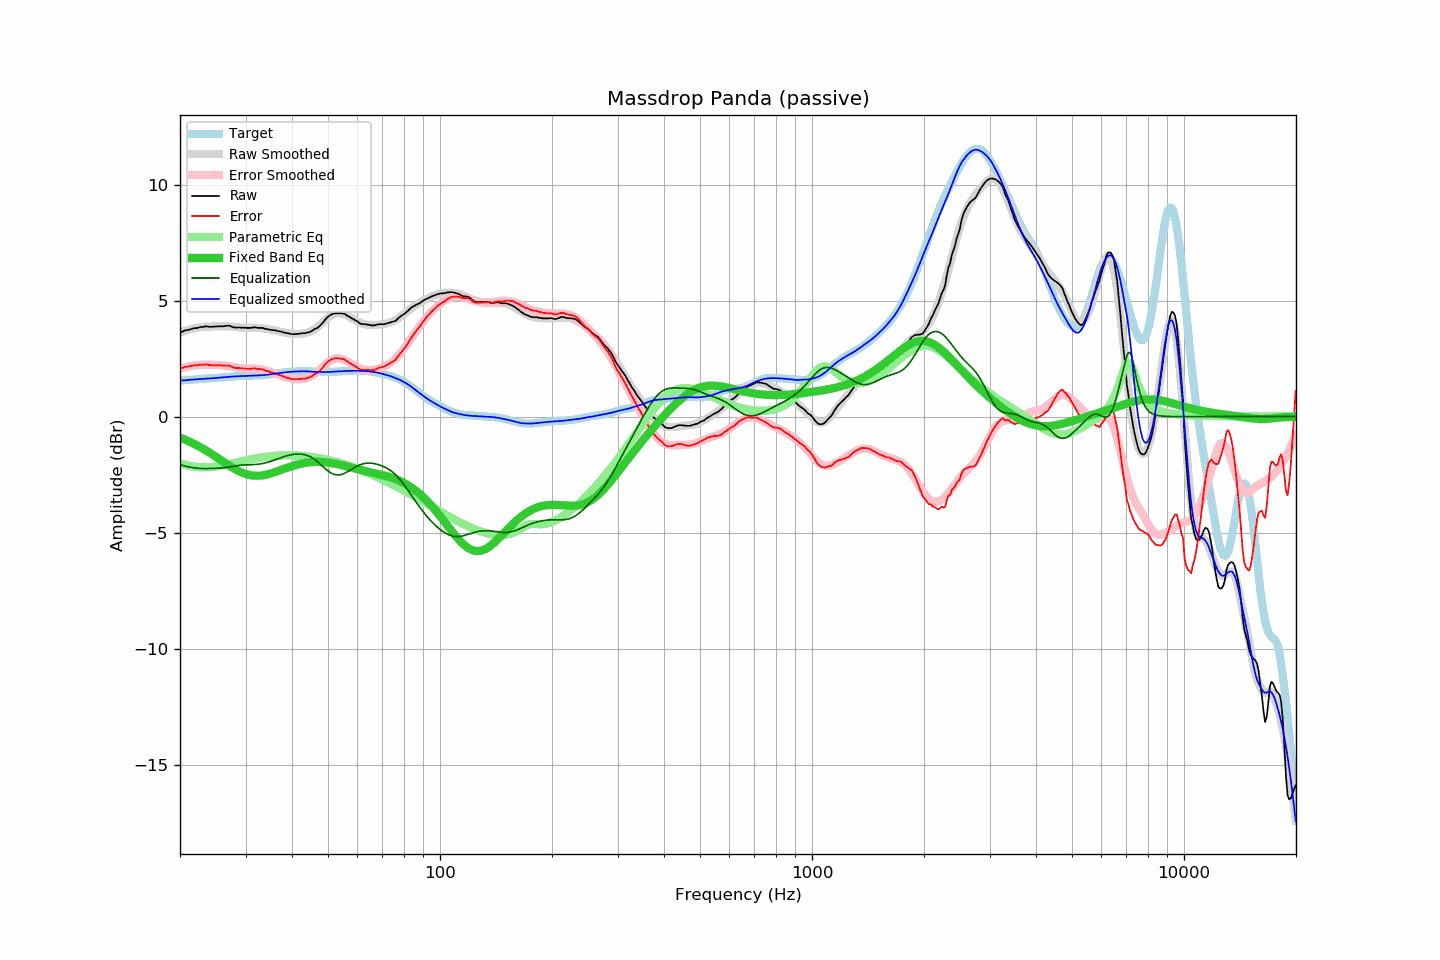 Massdrop Panda (passive)
Target
Raw Smoothed
Error Smoothed
Raw
Error
Parametric Eq
Fixed Band Eq
Equalization
Equalized smoothed
10
5
0
−5
−10
−15
Amplitude (dBr)
100 1000 10000
Frequency (Hz)